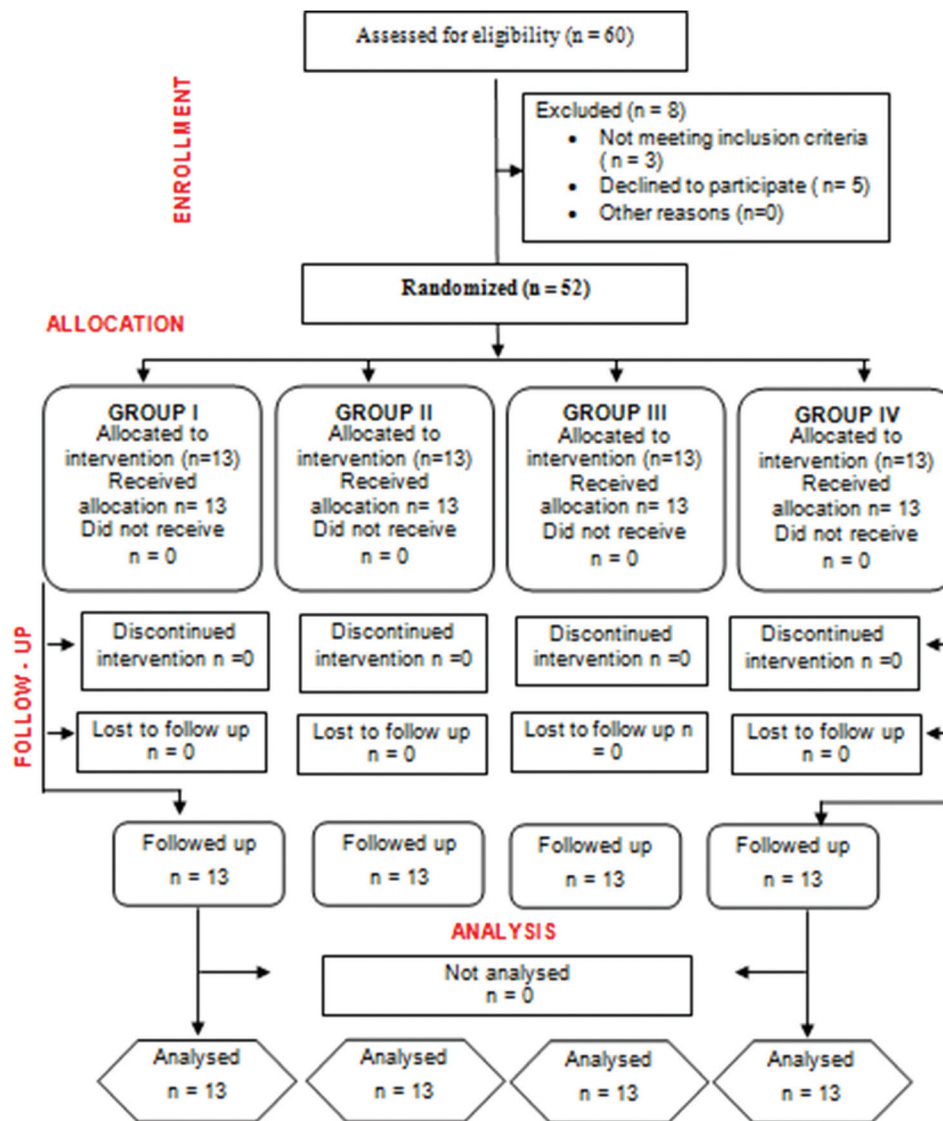 Assessed for eligibility (n = 60)
ENROLLMENT
Excluded (n = 8)
• Not meeting inclusion criteria
( n = 3)
• Declined to participate ( n= 5)
• Other reasons (n=0)
Randomized (n = 52)
ALLOCATION
GROUP I
Allocated to
intervention (n=13)
Received
allocation n= 13
Did not receive
n = 0
GROUP II
Allocated to
intervention (n=13)
Received
allocation n= 13
Did not receive
n = 0
GROUP III
Allocated to
intervention (n=13)
Received
allocation n= 13
Did not receive
n = 0
GROUP IV
Allocated to
intervention (n=13)
Received
allocation n= 13
Did not receive
n = 0
FOLLOW - UP
Discontinued
intervention n =0
Discontinued
intervention n =0
Discontinued
intervention n =0
Discontinued
intervention n =0
Lost to follow up
n = 0
Lost to follow up
n = 0
Lost to follow up n
= 0
Lost to follow up
n = 0
Followed up
n = 13
Followed up
n = 13
Followed up
n = 13
Followed up
n = 13
ANALYSIS
Not analysed
n = 0
Analysed
n = 13
Analysed
n = 13
Analysed
n = 13
Analysed
n = 13